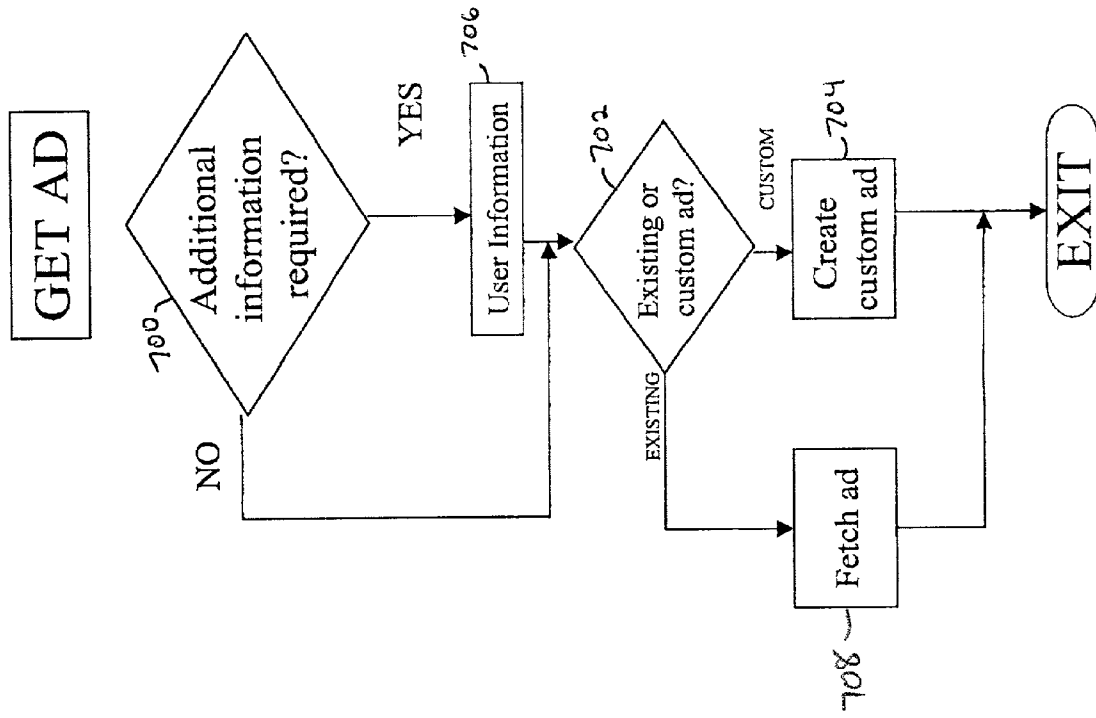 GET AD
700
Additional
information
required?
NO
YES
706
User Information
702
Existing or
custom ad?
EXISTING
CUSTOM
708
Fetch ad
704
Create
custom ad
EXIT